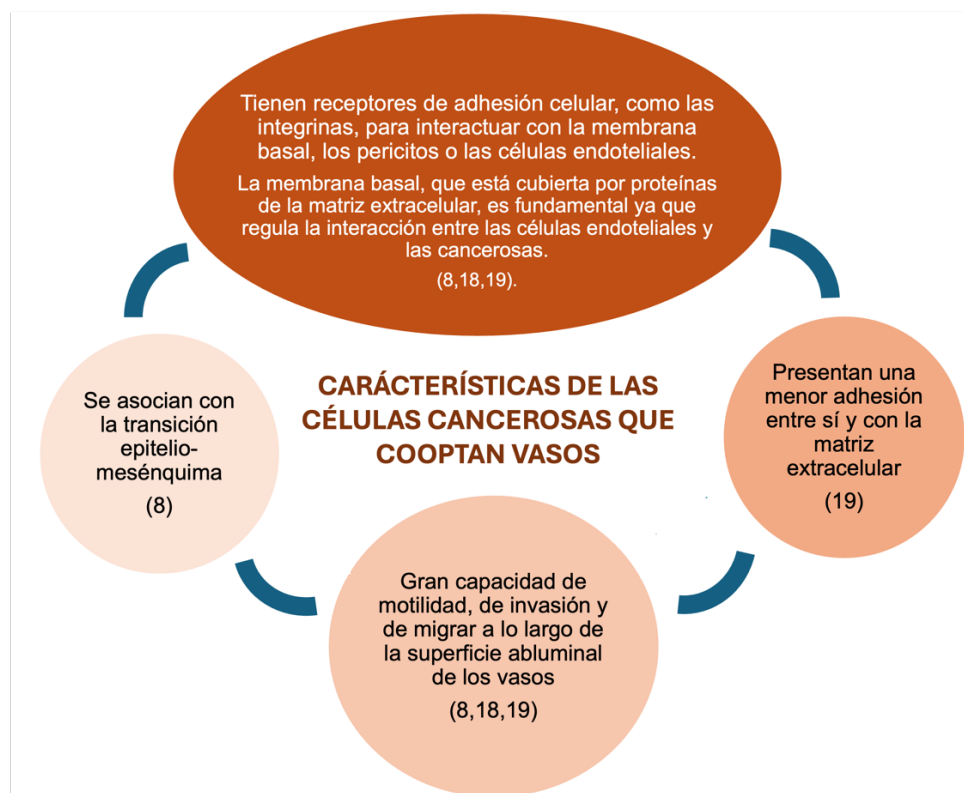 Tienen receptores de adhesión celular, como las
integrinas, para interactuar con la membrana
basal, los pericitos o las células endoteliales.
La membrana basal, que está cubierta por proteínas
de la matriz extracelular, es fundamental ya que
regula la interacción entre las células endoteliales y
las cancerosas.
(8,18,19).
CARÁCTERÍSTICAS DE LAS
CÉLULAS CANCEROSAS QUE
COOPTAN VASOS
Presentan una
menor adhesión
entre sí y con la
matriz
extracelular
(19)
Gran capacidad de
motilidad, de invasión y
de migrar a lo largo de
la superficie abluminal
de los vasos
(8,18,19)
Se asocian con
la transición
epitelio-
mesénquima
(8)